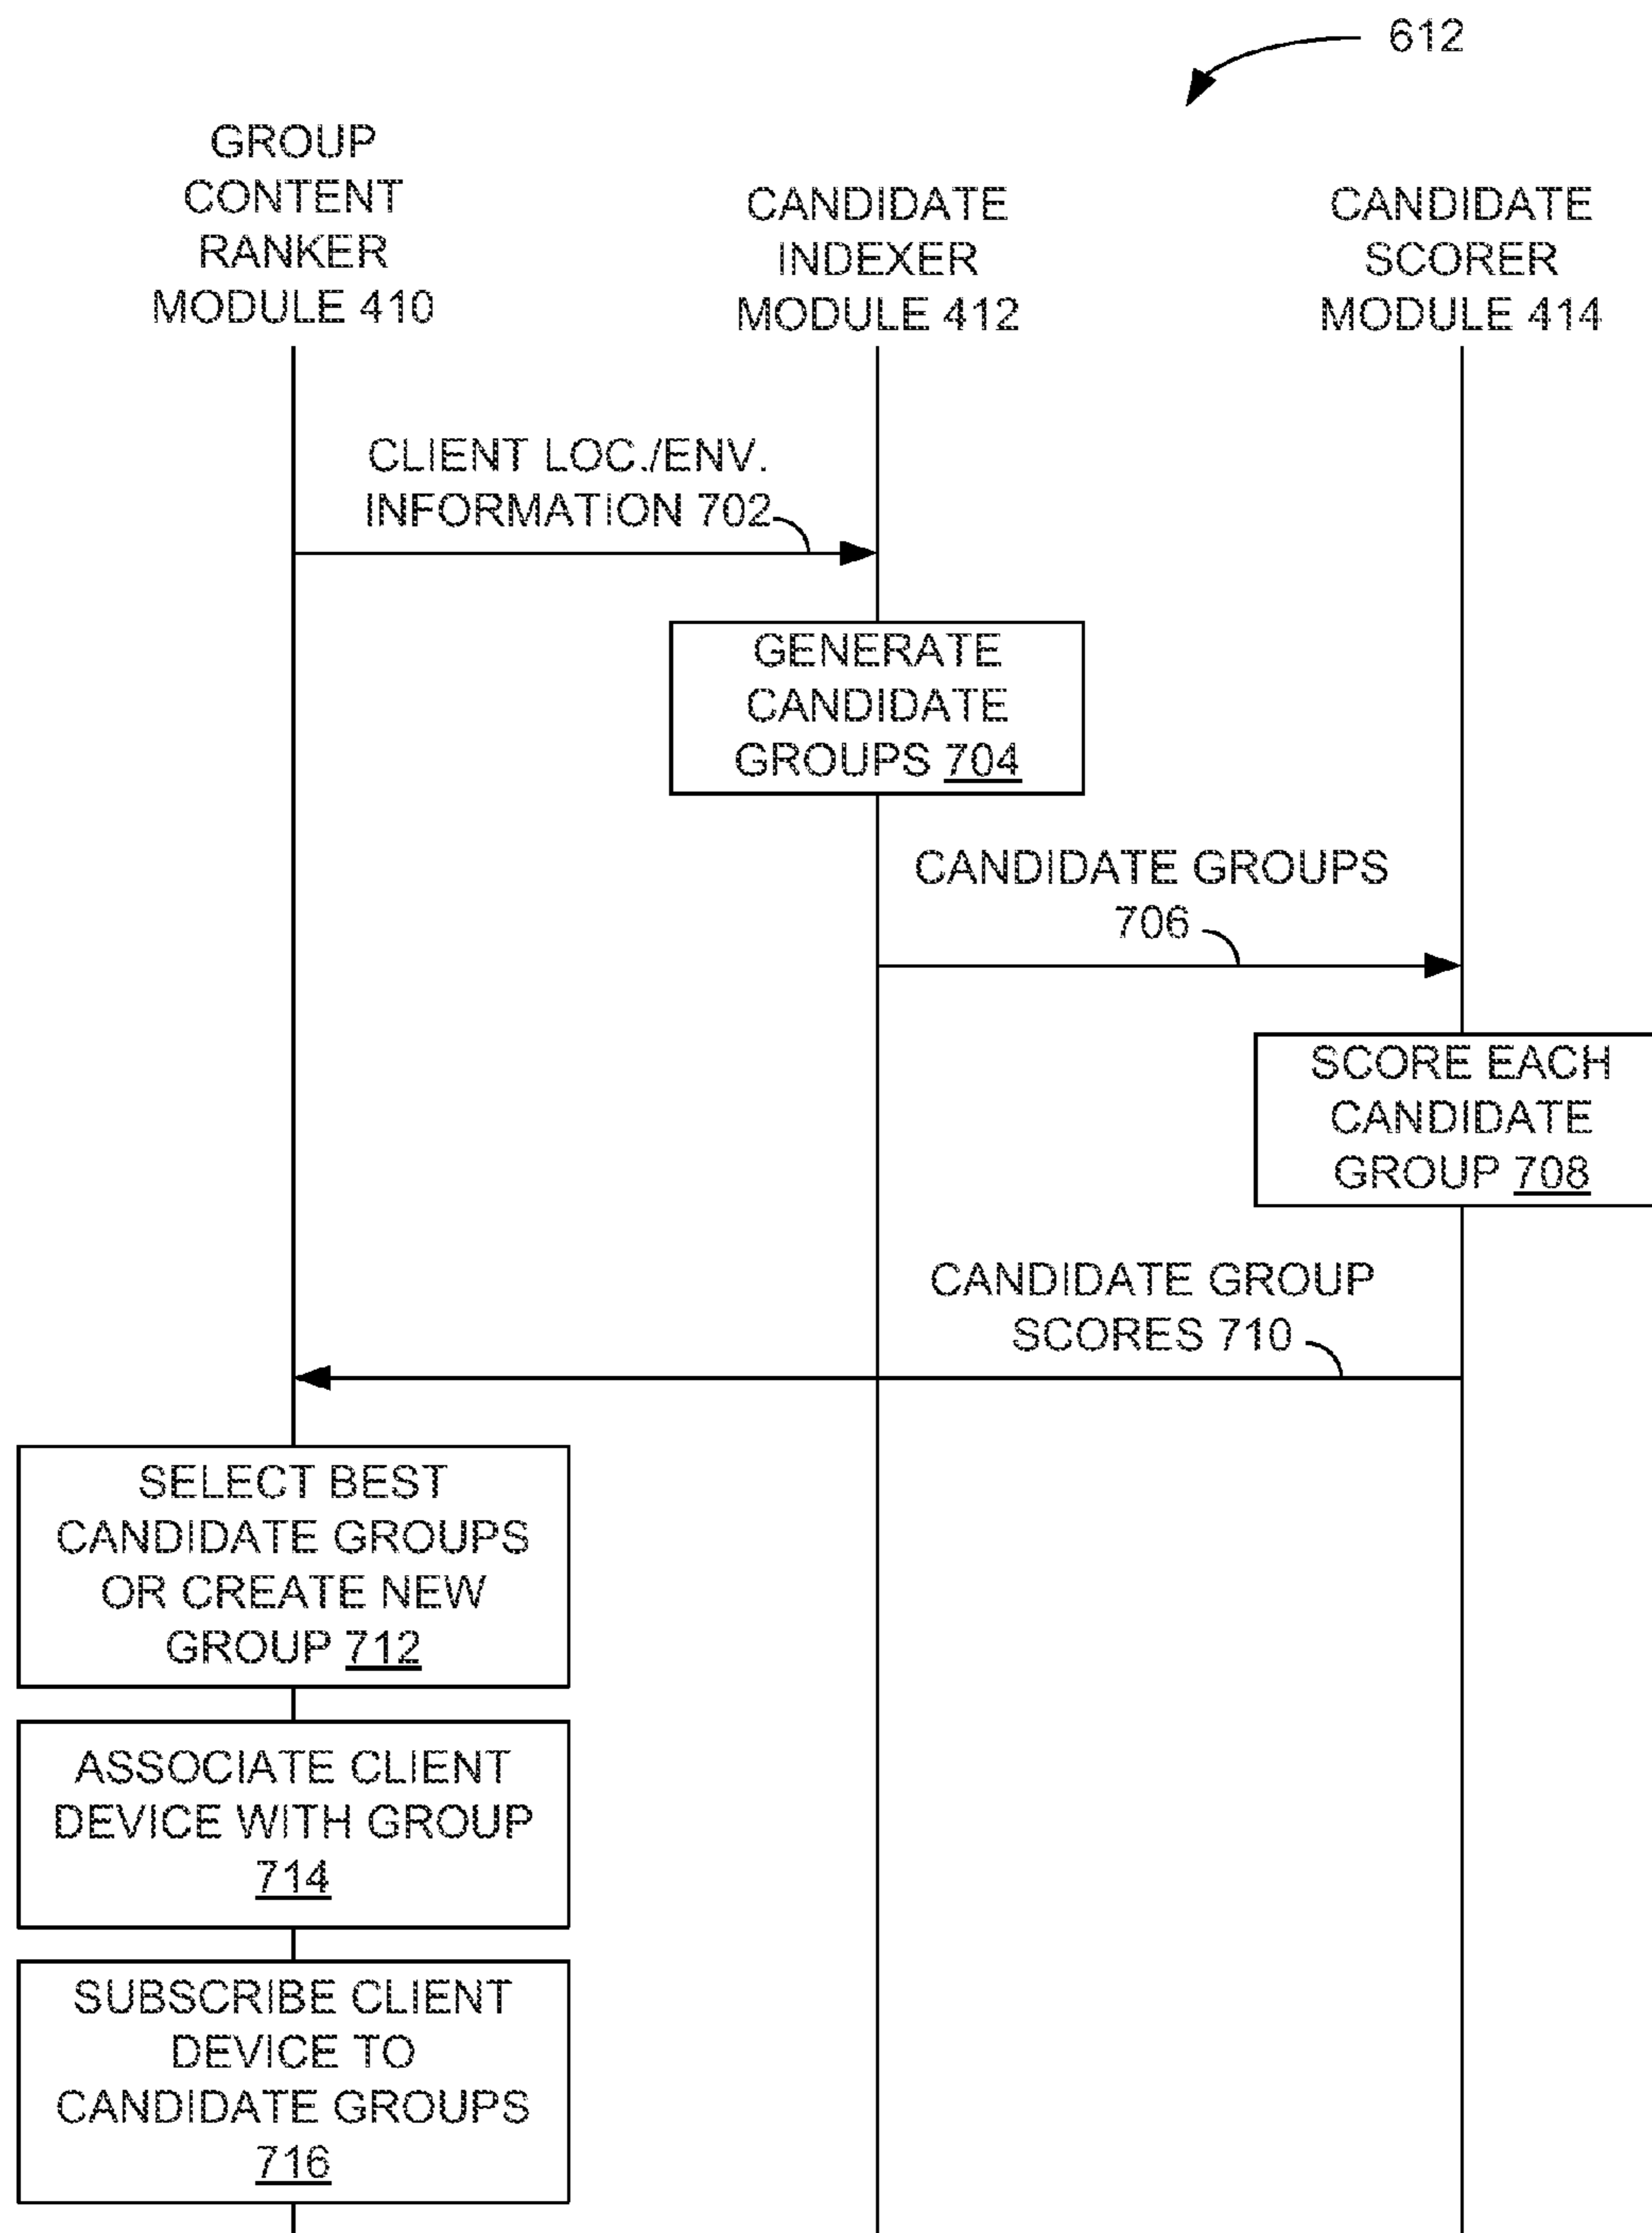 612
GROUP
CONTENT
RANKER
MODULE 410
CANDIDATE
INDEXER
MODULE 412
CANDIDATE
SCORER
MODULE 414
CLIENT LOC./ENV.
INFORMATION 702
GENERATE
CANDIDATE
GROUPS 704
CANDIDATE GROUPS
706
SCORE EACH
CANDIDATE
GROUP 708
CANDIDATE GROUP
SCORES 710
SELECT BEST
CANDIDATE GROUPS
OR CREATE NEW
GROUP 712
ASSOCIATE CLIENT
DEVICE WITH GROUP
714
SUBSCRIBE CLIENT
DEVICE TO
CANDIDATE GROUPS
716